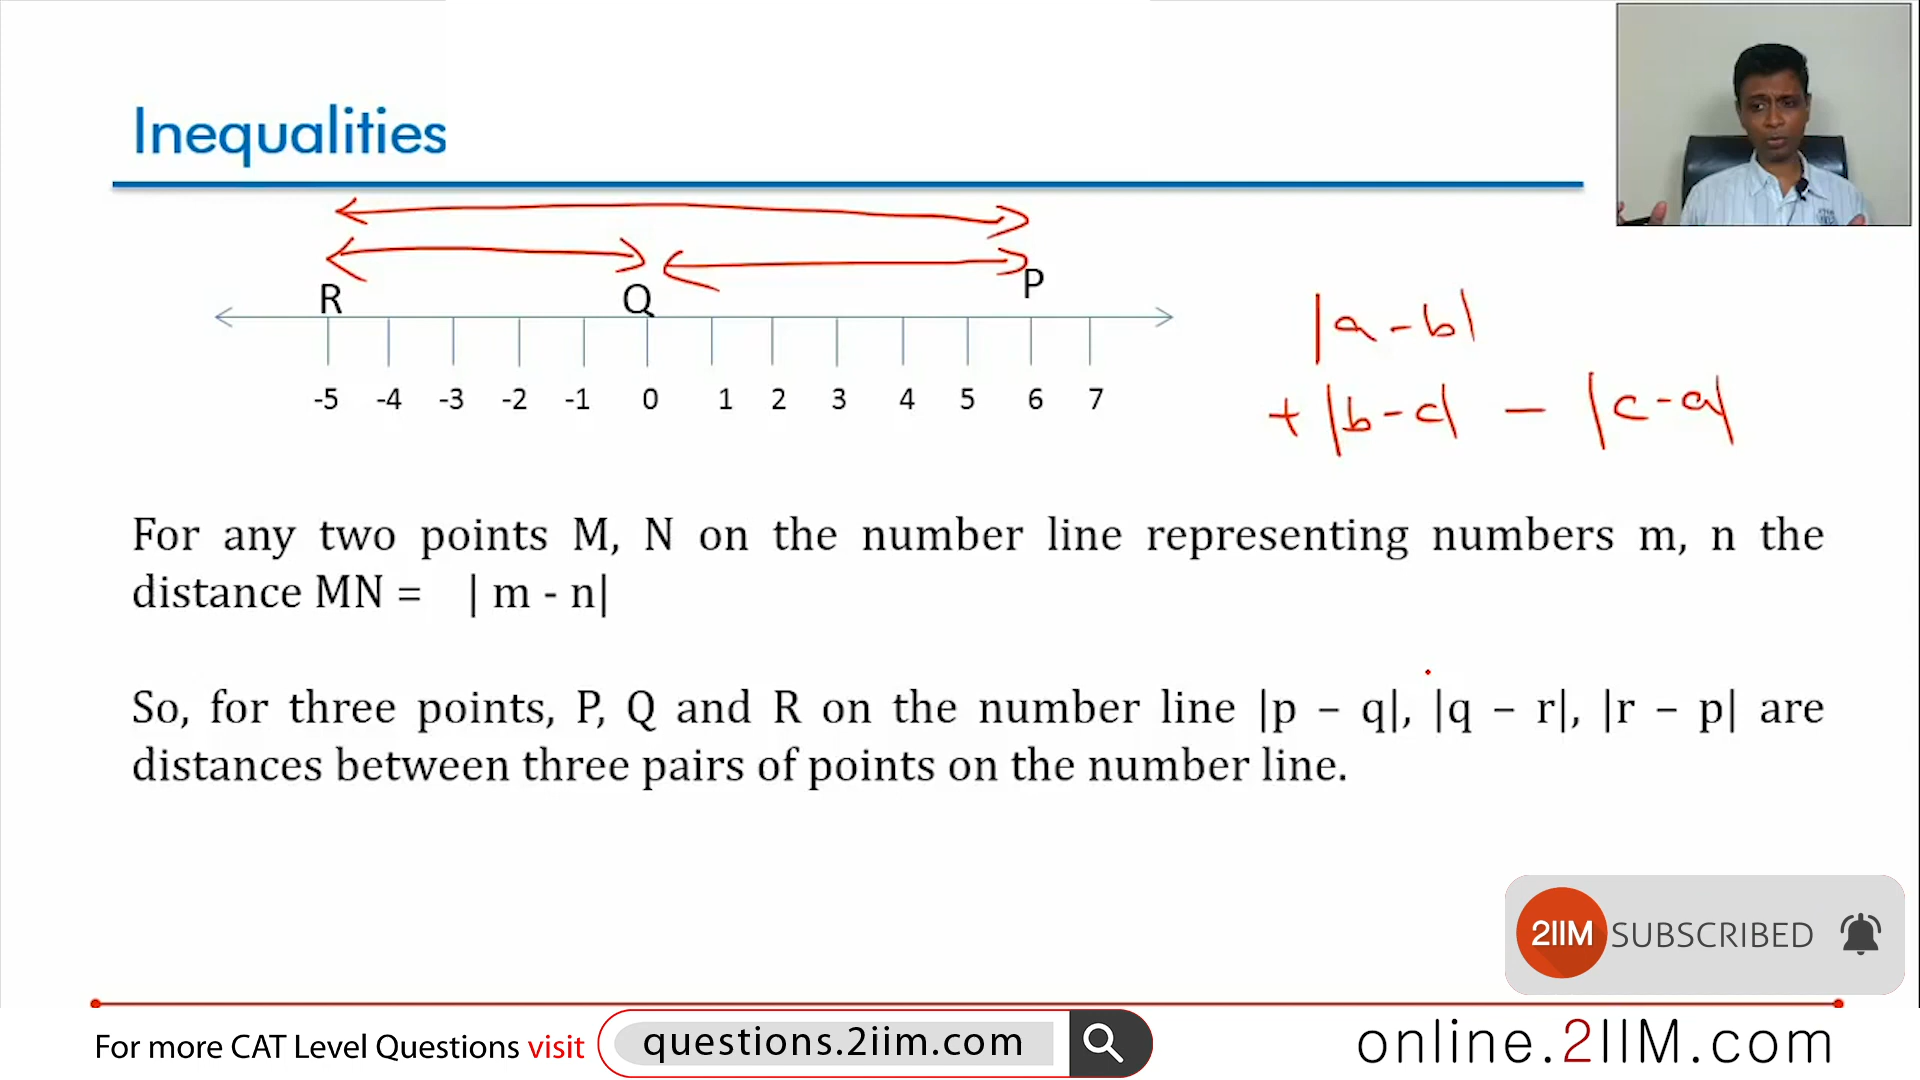 Inequalities
R Q P
-5 -4 -3 -2 -1 0 1 2 3 4 5 6 7
|a-b|
+ |b-c| - |c-a|
For any two points M, N on the number line representing numbers m, n the
distance MN = | m - n|
So, for three points, P, Q and R on the number line |p – q|, |q – r|, |r – p| are
distances between three pairs of points on the number line.
2IIM SUBSCRIBED
For more CAT Level Questions visit questions.2iim.com
online.2IIM.com